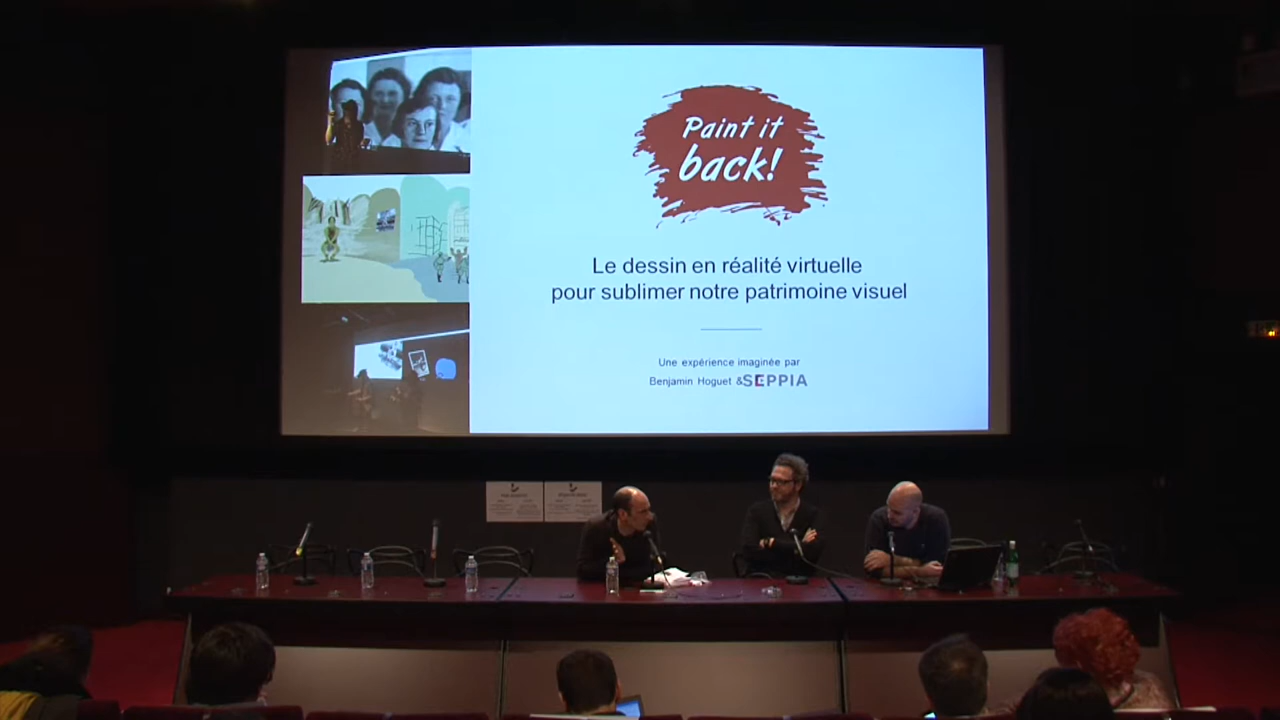 Paint it
back!
Le dessin en réalité virtuelle
pour sublimer notre patrimoine visuel
Une expérience imaginée par
Benjamin Hoguet & SEPPIA